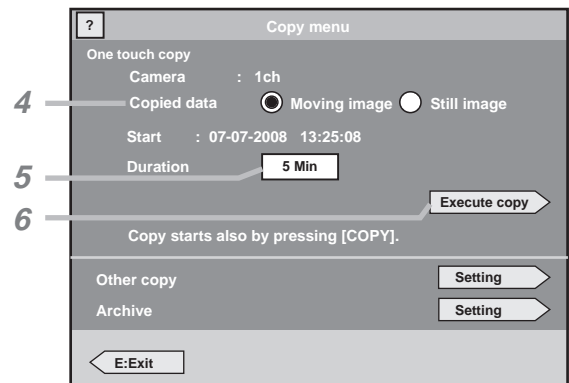 ? Copy menu
One touch copy
Camera : 1ch
4 Copied data Moving image Still image
Start : 07-07-2008 13:25:08
5 Duration 5 Min
6 Execute copy
Copy starts also by pressing [COPY].
Other copy Setting
Archive Setting
E:Exit